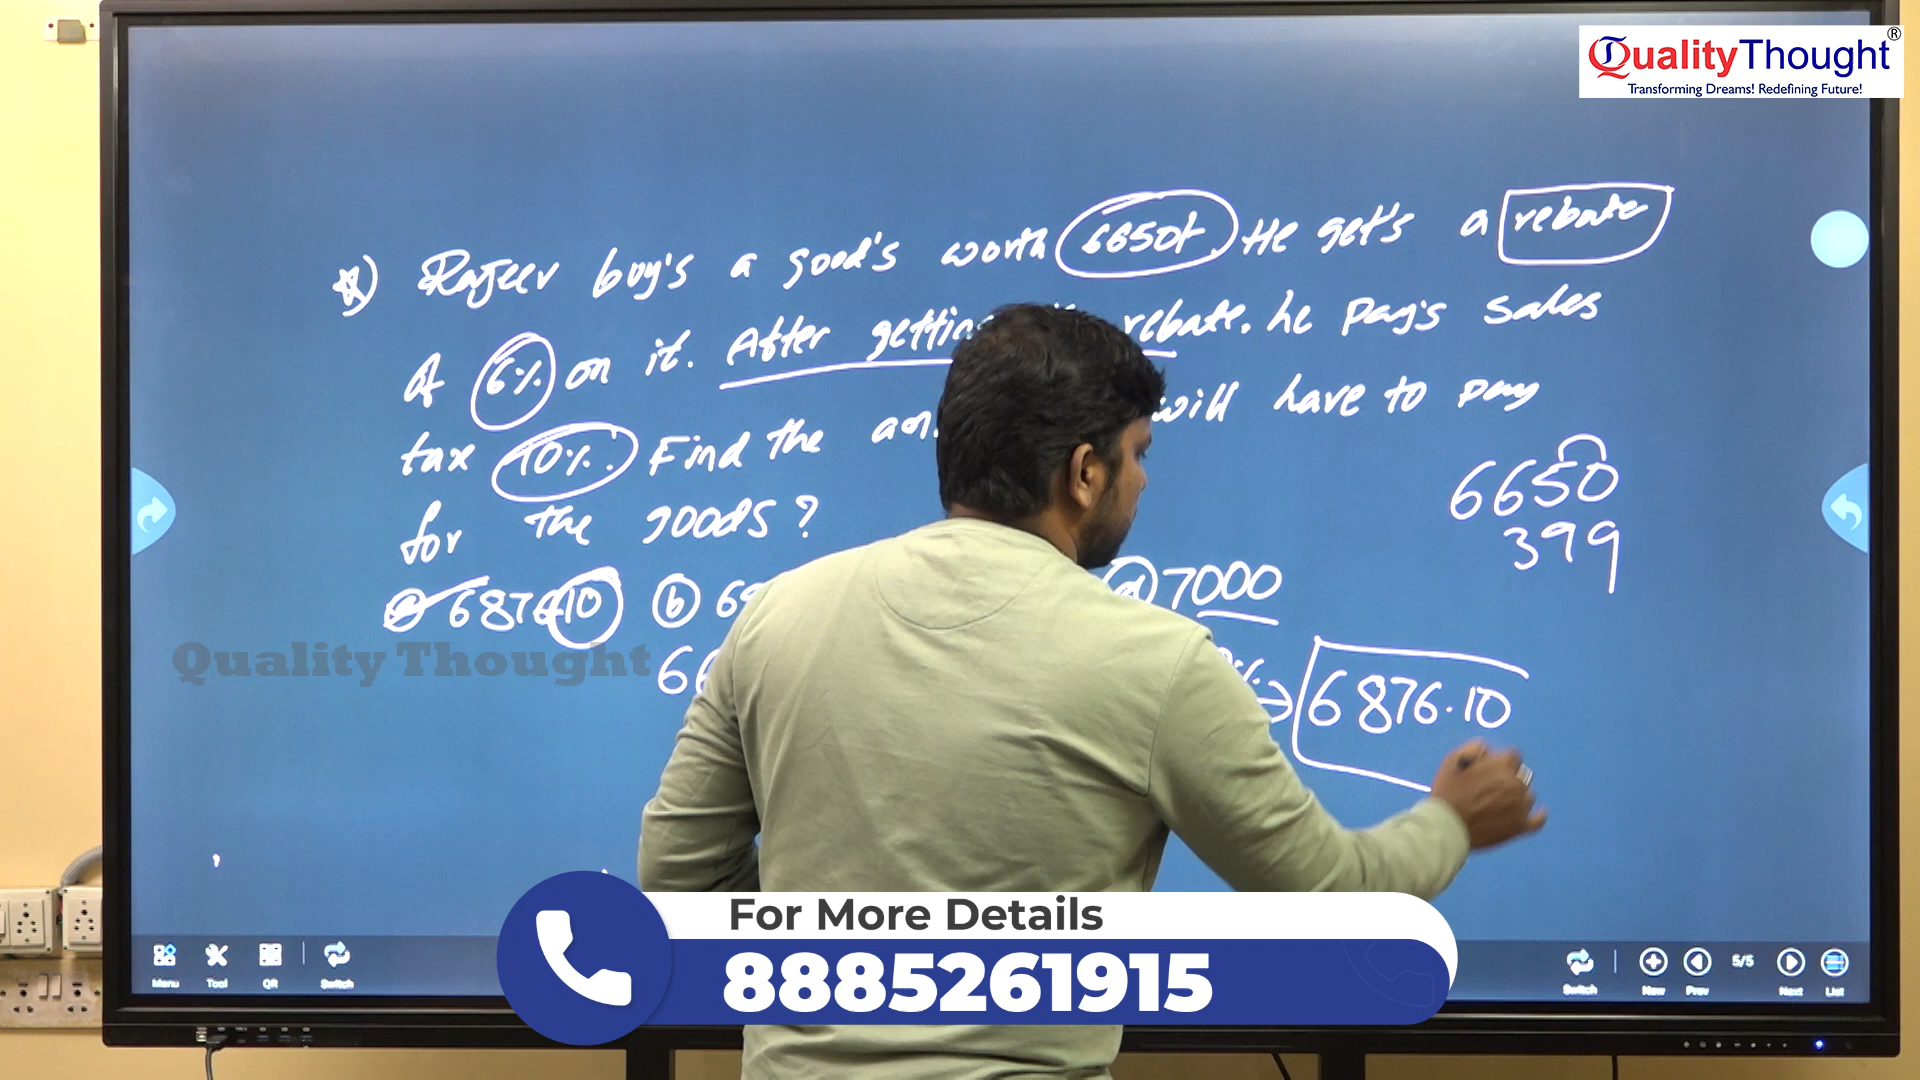 QualityThought®
Transforming Dreams! Redefining Future!
Rajeev buy's a good's worth 6650/. He get's a rebate
of 6% on it. After getting rebate. he pay's sales
tax 10%. Find the will have to pay
for the goods?
6650
399
ⓐ 6876.10 ⓑ ⓓ 7000
Quality Thought
6876.10
For More Details
8885261915
Menu Tool QR Switch Switch New Prev 5/5 Next List